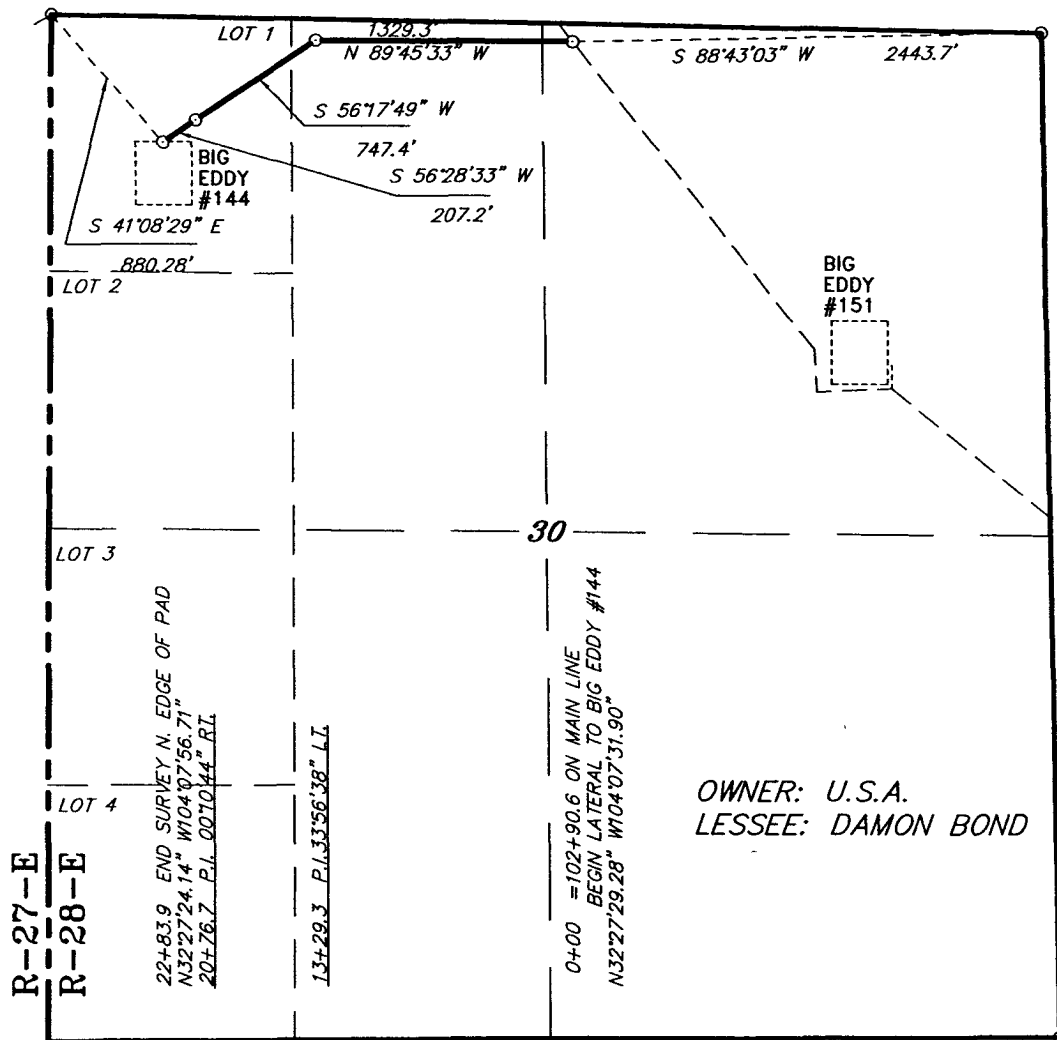 LOT 1
1329.3'
N 89°45'33" W
S 88°43'03" W 2443.7'
S 56°17'49" W
747.4'
S 56°28'33" W
207.2'
BIG
EDDY
#144
S 41°08'29" E
880.28'
LOT 2
BIG
EDDY
#151
30
LOT 3
22+83.9 END SURVEY N. EDGE OF PAD
N32°27'24.14" W104°07'56.71"
20+76.7 P.I. 00°10'44" RT.
13+29.3 P.I.33°56'38" LT.
0+00 =102+90.6 ON MAIN LINE
BEGIN LATERAL TO BIG EDDY #144
N32°27'29.28" W104°07'31.90"
LOT 4
OWNER: U.S.A.
LESSEE: DAMON BOND
R-27-E
R-28-E